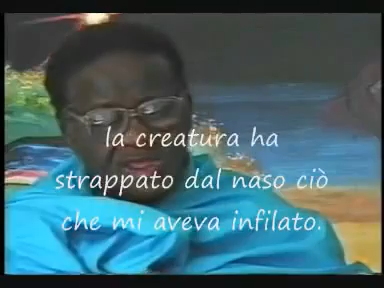 la creatura ha
strappato dal naso ciò
che mi aveva infilato.